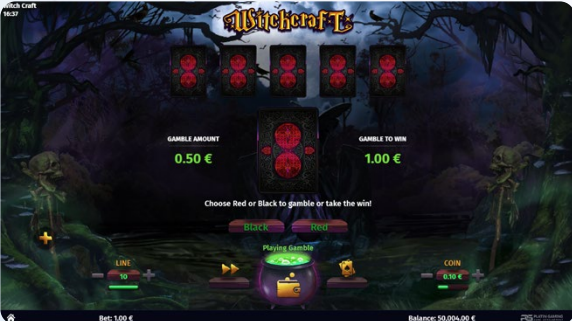 Witch Craft
16:37
WitchcrafT
GAMBLE AMOUNT
0.50 €
GAMBLE TO WIN
1.00 €
Choose Red or Black to gamble or take the win!
Black
Red
Playing Gamble
LINE
10
COIN
0.10 €
Bet: 1.00 €
Balance: 50,004.00 €